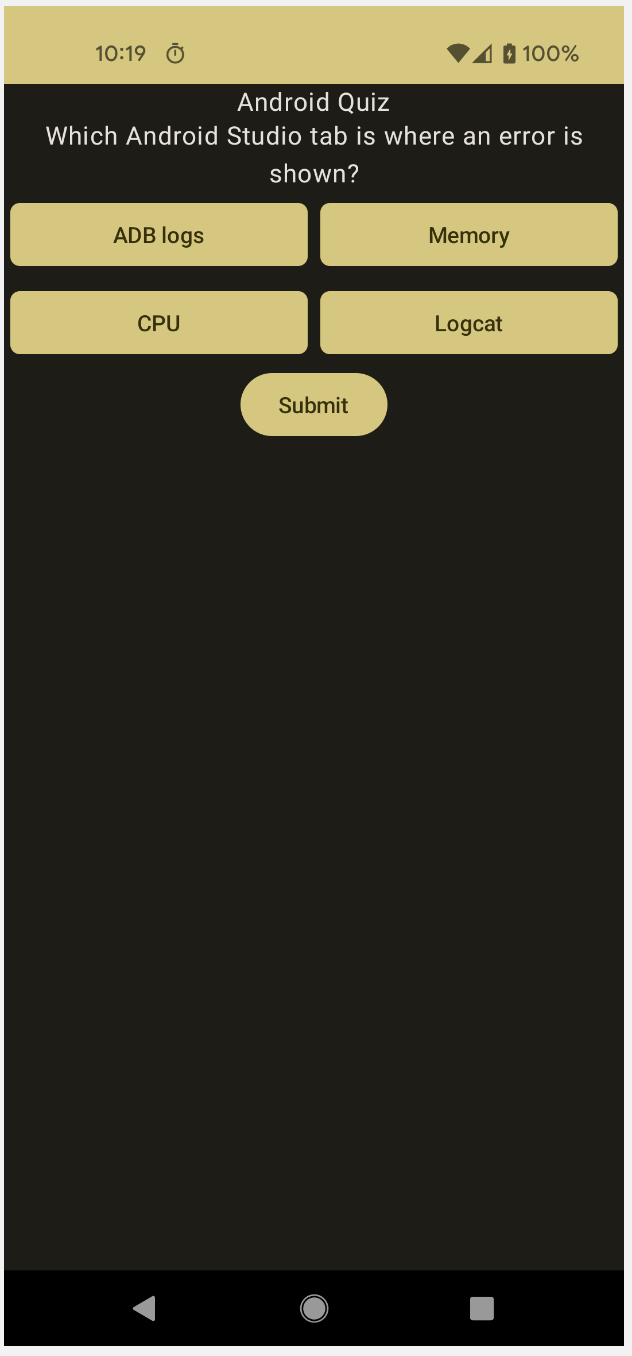 10:19 100%
Android Quiz
Which Android Studio tab is where an error is
shown?
ADB logs Memory
CPU Logcat
Submit